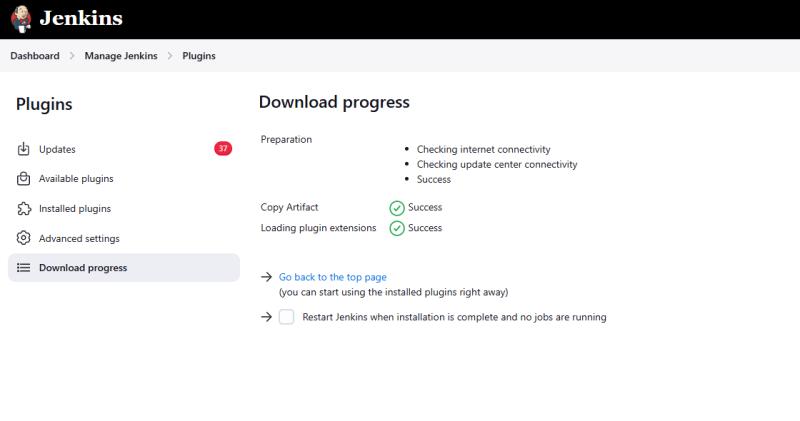 Jenkins
Dashboard > Manage Jenkins > Plugins
Plugins
Updates 37
Available plugins
Installed plugins
Advanced settings
Download progress
Download progress
Preparation
• Checking internet connectivity
• Checking update center connectivity
• Success
Copy Artifact Success
Loading plugin extensions Success
→ Go back to the top page
(you can start using the installed plugins right away)
→ Restart Jenkins when installation is complete and no jobs are running